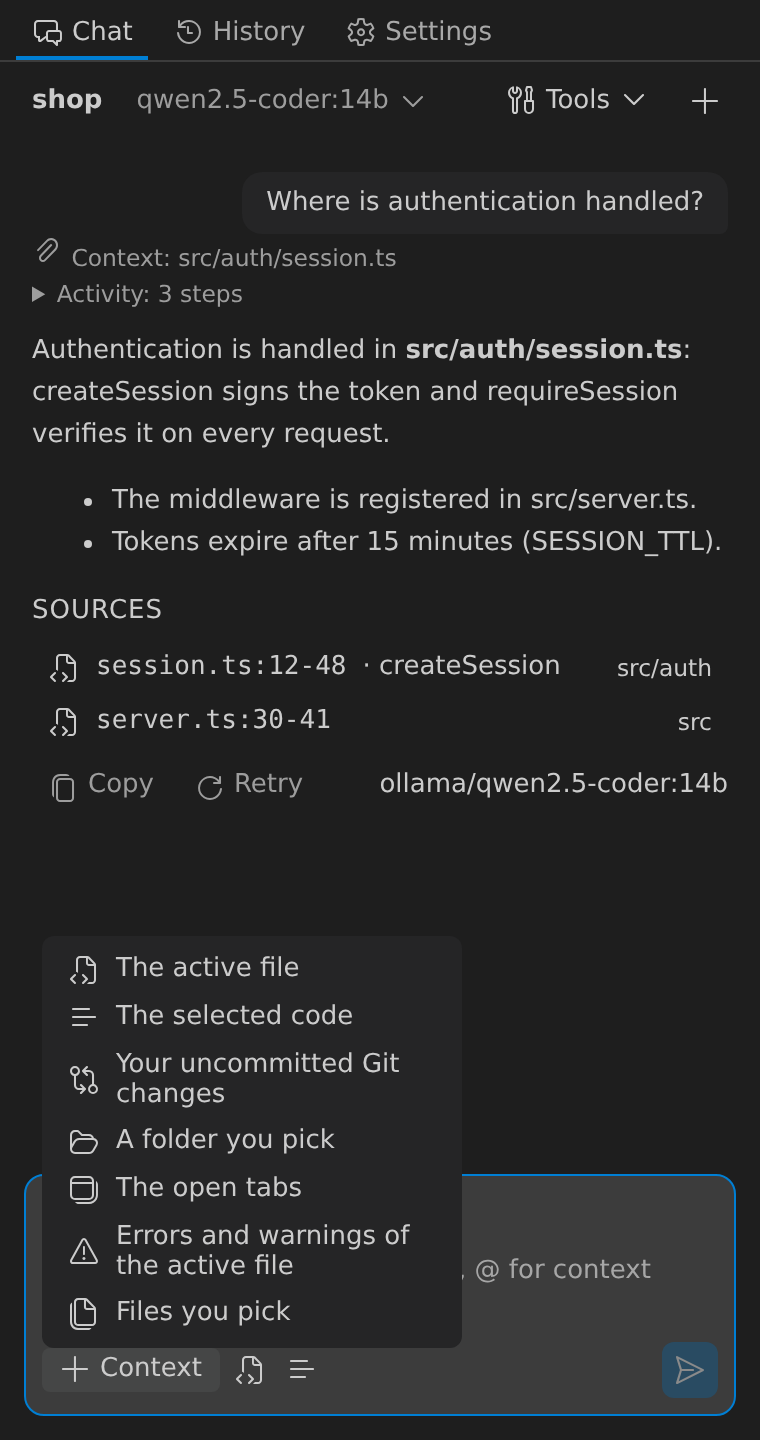 Chat History Settings
shop qwen2.5-coder:14b Tools
Where is authentication handled?
Context: src/auth/session.ts
Activity: 3 steps
Authentication is handled in src/auth/session.ts:
createSession signs the token and requireSession
verifies it on every request.
• The middleware is registered in src/server.ts.
• Tokens expire after 15 minutes (SESSION_TTL).
SOURCES
session.ts:12-48 · createSession src/auth
server.ts:30-41 src
Copy Retry ollama/qwen2.5-coder:14b
The active file
The selected code
Your uncommitted Git
changes
A folder you pick
The open tabs
Errors and warnings of
the active file
, @ for context
Files you pick
Context